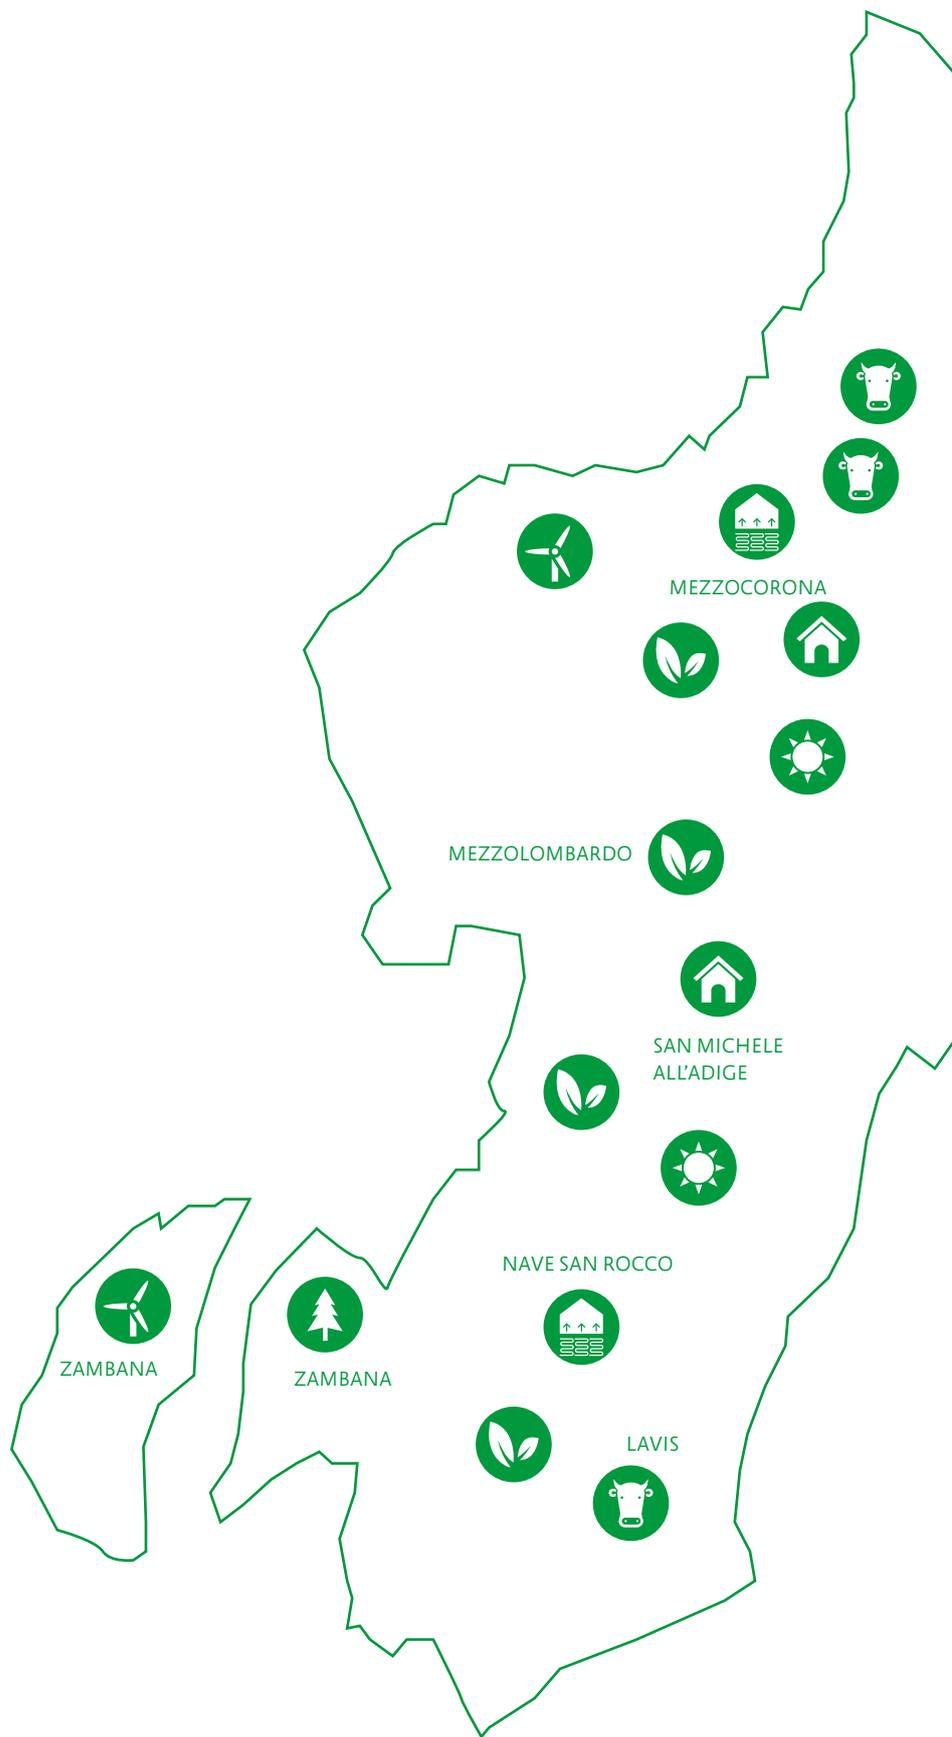 MEZZOCORONA
MEZZOLOMBARDO
SAN MICHELE
ALL'ADIGE
NAVE SAN ROCCO
ZAMBANA
ZAMBANA
LAVIS